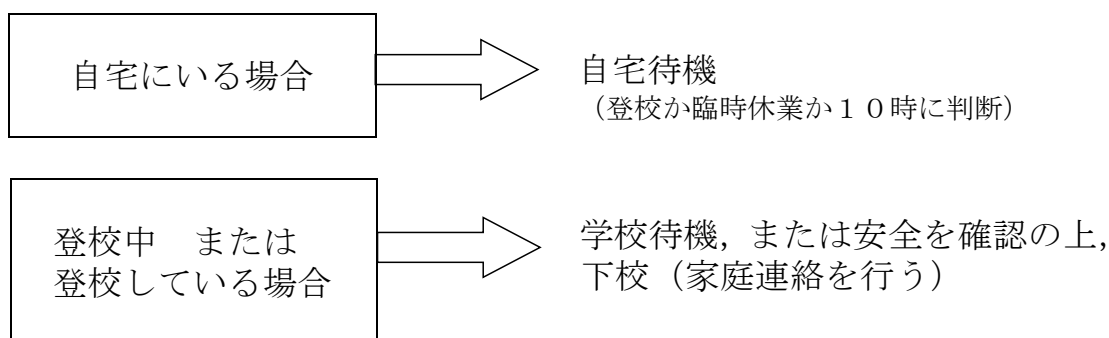 自宅にいる場合
自宅待機
（登校か臨時休業か１０時に判断）
登校中　または
登校している場合
学校待機，または安全を確認の上，
下校（家庭連絡を行う）